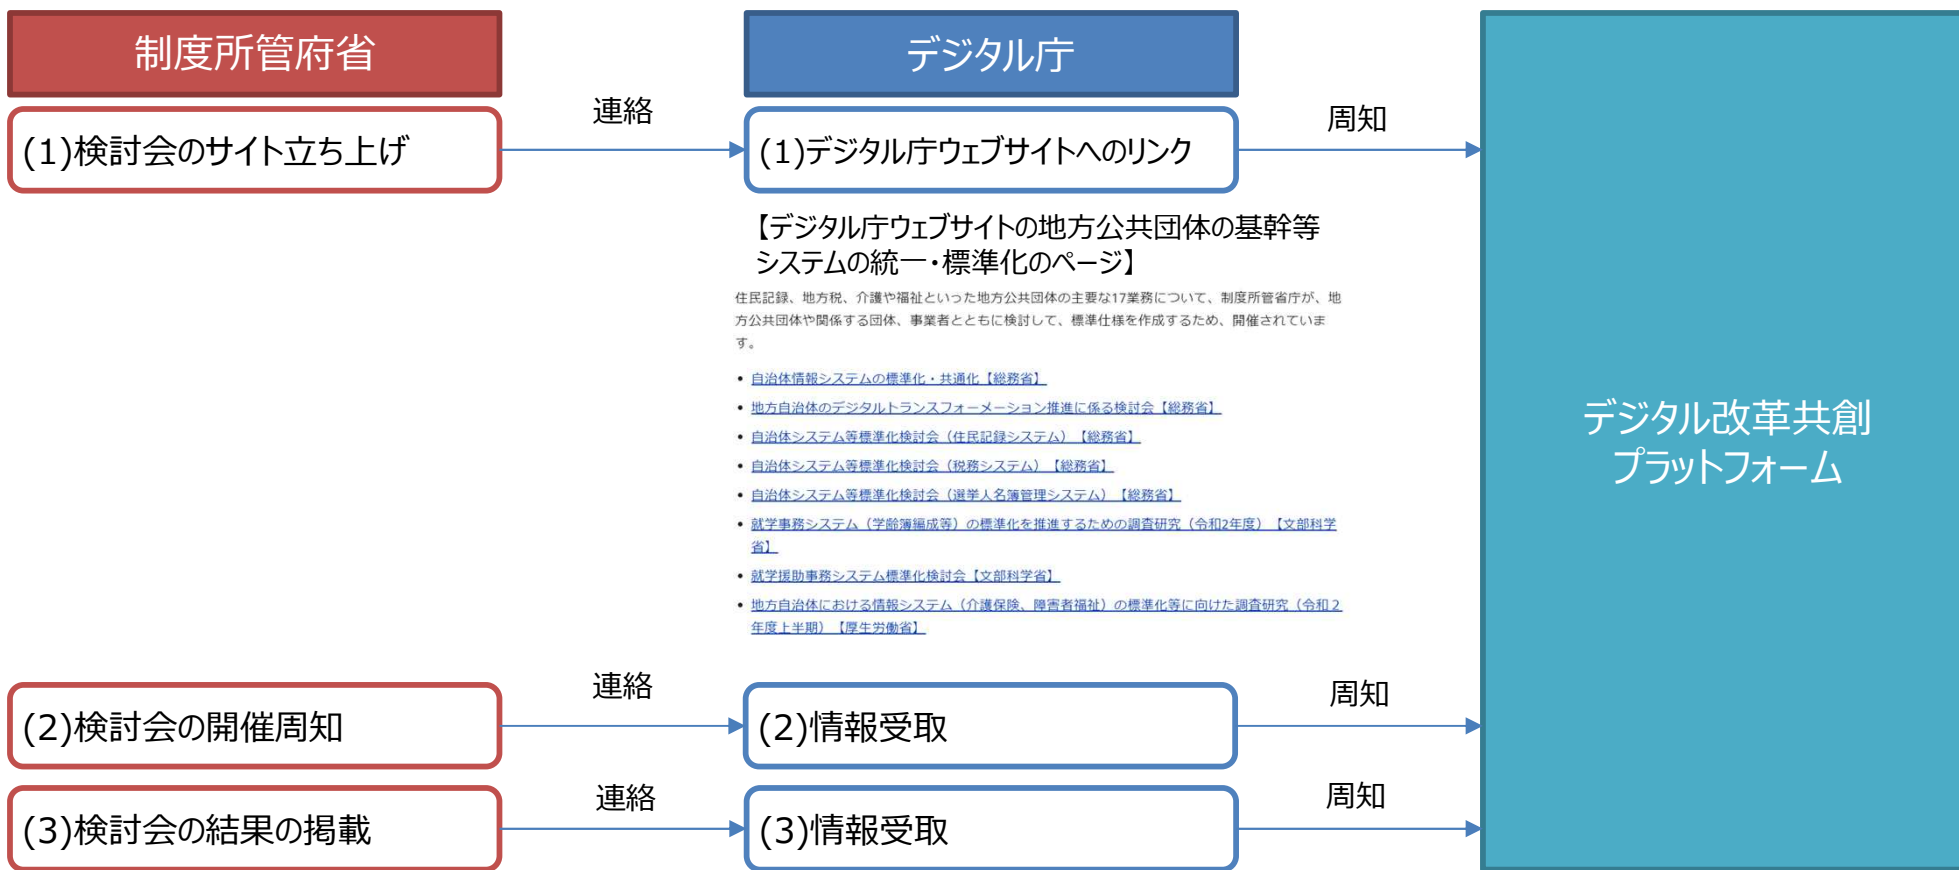 制度所管府省
デジタル庁
(1)検討会のサイト立ち上げ
連絡
(1)デジタル庁ウェブサイトへのリンク
周知
【デジタル庁ウェブサイトの地方公共団体の基幹等
システムの統一・標準化のページ】
住民記録、地方税、介護や福祉といった地方公共団体の主要な17業務について、制度所管省庁が、地
方公共団体や関係する団体、事業者とともに検討して、標準仕様を作成するため、開催されていま
す。
• 自治体情報システムの標準化・共通化【総務省】
• 地方自治体のデジタルトランスフォーメーション推進に係る検討会【総務省】
• 自治体システム等標準化検討会（住民記録システム）【総務省】
• 自治体システム等標準化検討会（税務システム）【総務省】
• 自治体システム等標準化検討会（選挙人名簿管理システム）【総務省】
• 就学事務システム（学齢簿編成等）の標準化を推進するための調査研究（令和2年度）【文部科学
省】
• 就学援助事務システム標準化検討会【文部科学省】
• 地方自治体における情報システム（介護保険、障害者福祉）の標準化等に向けた調査研究（令和２
年度上半期）【厚生労働省】
デジタル改革共創
プラットフォーム
(2)検討会の開催周知
連絡
(2)情報受取
周知
(3)検討会の結果の掲載
連絡
(3)情報受取
周知